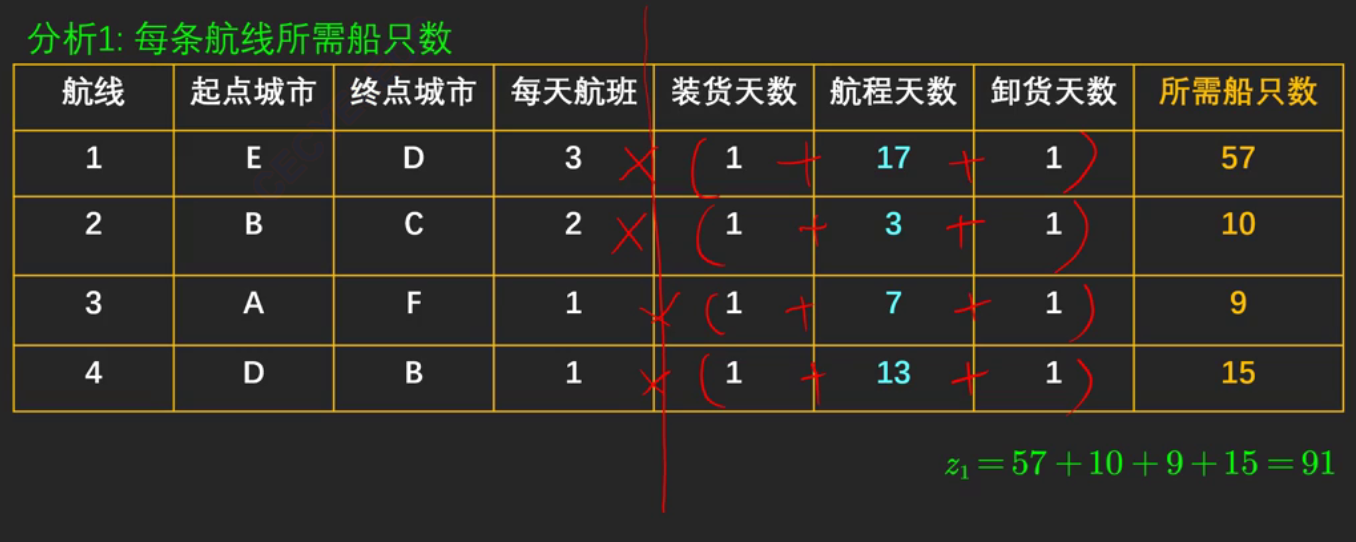 分析1: 每条航线所需船只数
航线 起点城市 终点城市 每天航班 装货天数 航程天数 卸货天数 所需船只数
1 E D 3 × ( 1 + 17 + 1 ) 57
2 B C 2 × ( 1 + 3 + 1 ) 10
3 A F 1 × ( 1 + 7 + 1 ) 9
4 D B 1 × ( 1 + 13 + 1 ) 15
z₁=57+10+9+15=91